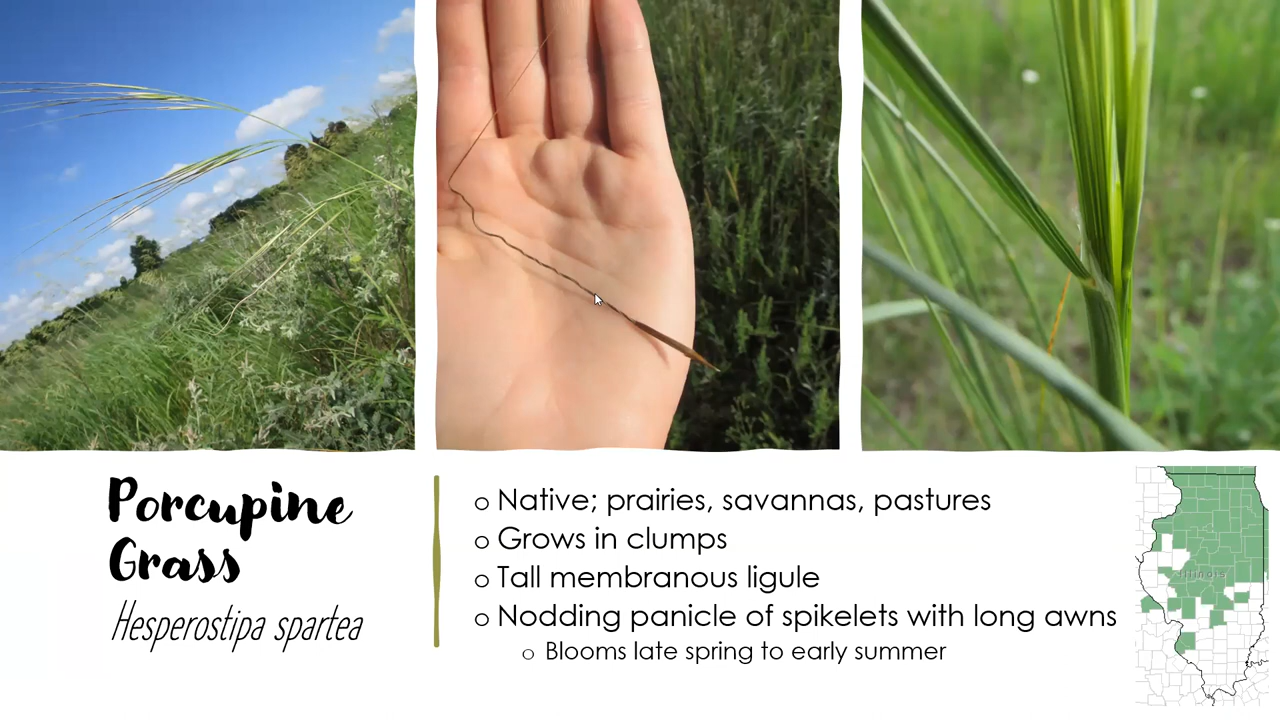 Porcupine
Grass
Hesperostipa spartea
o Native; prairies, savannas, pastures
o Grows in clumps
o Tall membranous ligule
o Nodding panicle of spikelets with long awns
o Blooms late spring to early summer
Illinois